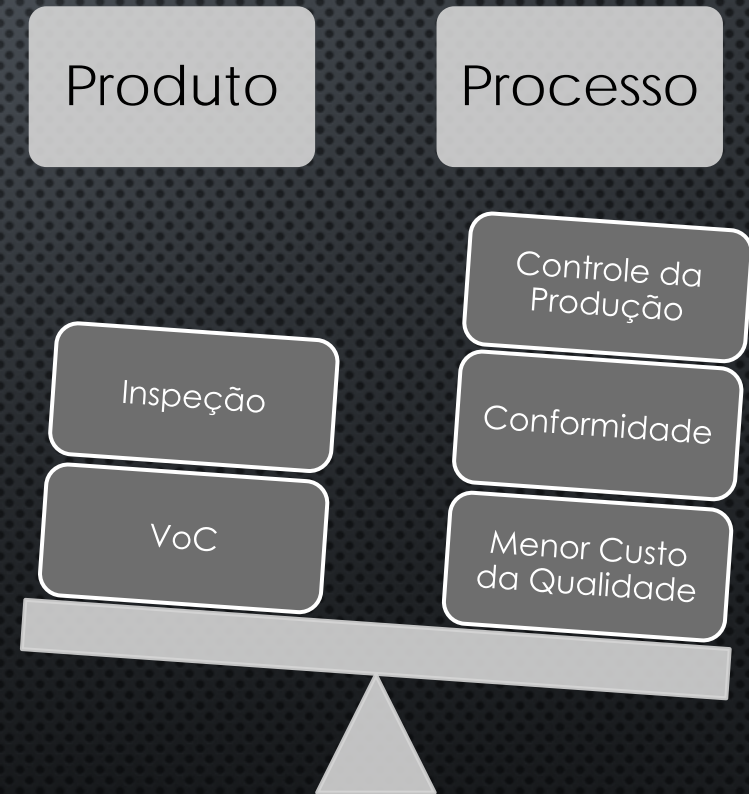 Produto
Processo
Inspeção
VoC
Controle da
Produção
Conformidade
Menor Custo
da Qualidade